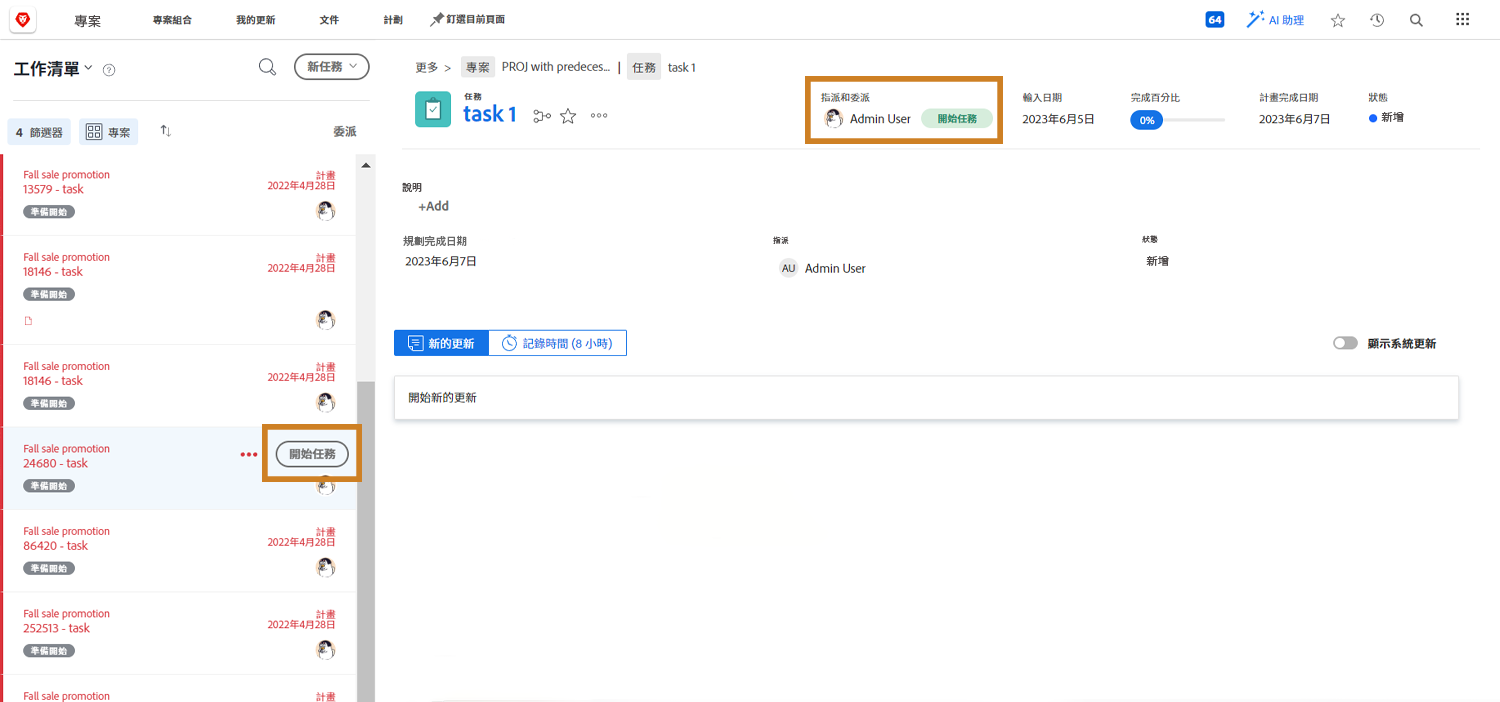 專案
專案組合
我的更新
文件
計劃
釘選目前頁面
64
AI 助理
工作清單
?
新任務
4 篩選器
專案
委派
Fall sale promotion
13579 - task
計畫
2022年4月28日
準備開始
Fall sale promotion
18146 - task
計畫
2022年4月28日
準備開始
Fall sale promotion
18146 - task
計畫
2022年4月28日
準備開始
Fall sale promotion
24680 - task
開始任務
準備開始
Fall sale promotion
86420 - task
計畫
2022年4月28日
準備開始
Fall sale promotion
252513 - task
計畫
2022年4月28日
準備開始
Fall sale promotion
計畫
更多 > 專案 PROJ with predeces... | 任務 task 1
任務
task 1
指派和委派
Admin User 開始任務
輸入日期
2023年6月5日
完成百分比
0%
計畫完成日期
2023年6月7日
狀態
新增
說明
+Add
規劃完成日期
2023年6月7日
指派
AU Admin User
狀態
新增
新的更新
記錄時間 (8 小時)
顯示系統更新
開始新的更新